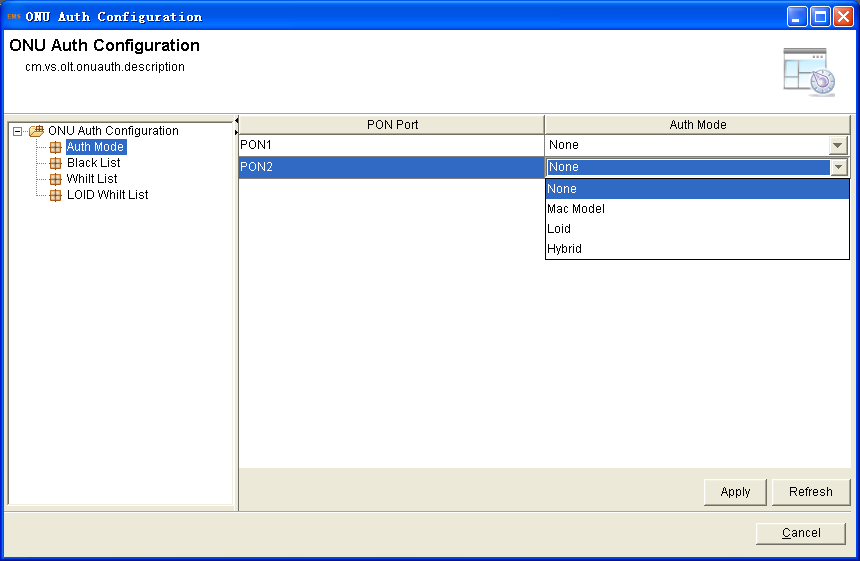 EMS ONU Auth Configuration
ONU Auth Configuration
cm.vs.olt.onuauth.description
ONU Auth Configuration
Auth Mode
Black List
Whilt List
LOID Whilt List
PON Port Auth Mode
PON1 None
PON2 None
None
Mac Model
Loid
Hybrid
Apply Refresh
Cancel